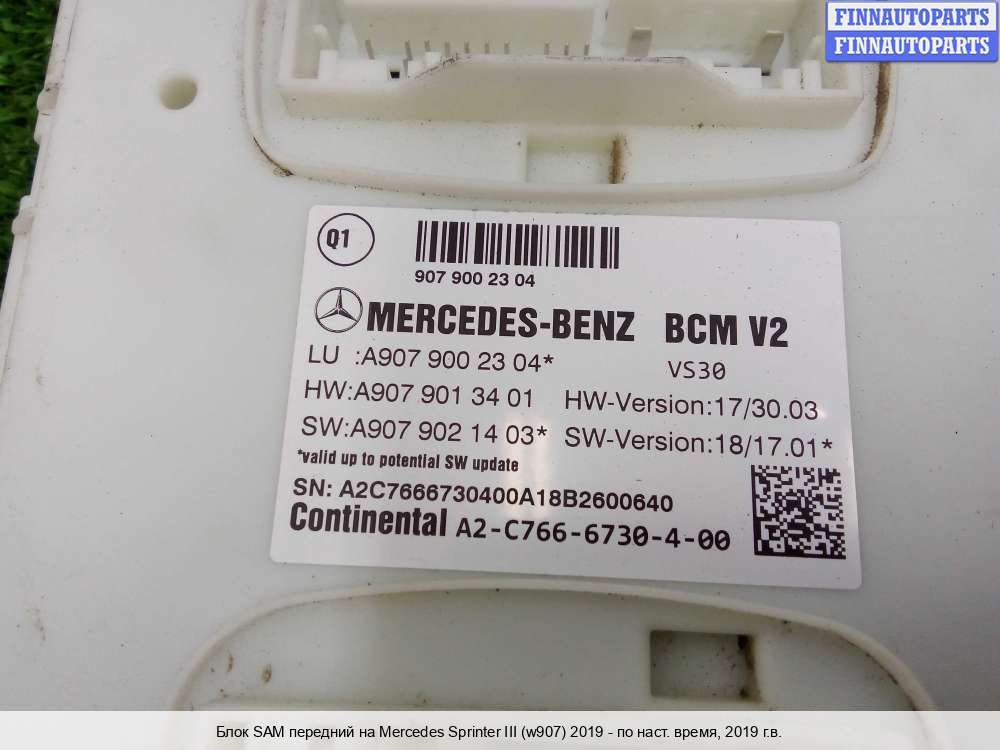 FINNAUTOPARTS
FINNAUTOPARTS
Q1
907 900 23 04
MERCEDES-BENZ BCM V2
LU :A907 900 23 04* VS30
HW:A907 901 34 01 HW-Version:17/30.03
SW:A907 902 14 03* SW-Version:18/17.01*
*valid up to potential SW update
SN: A2C7666730400A18B2600640
Continental A2-C766-6730-4-00
Блок SAM передний на Mercedes Sprinter III (w907) 2019 - по наст. время, 2019 г.в.